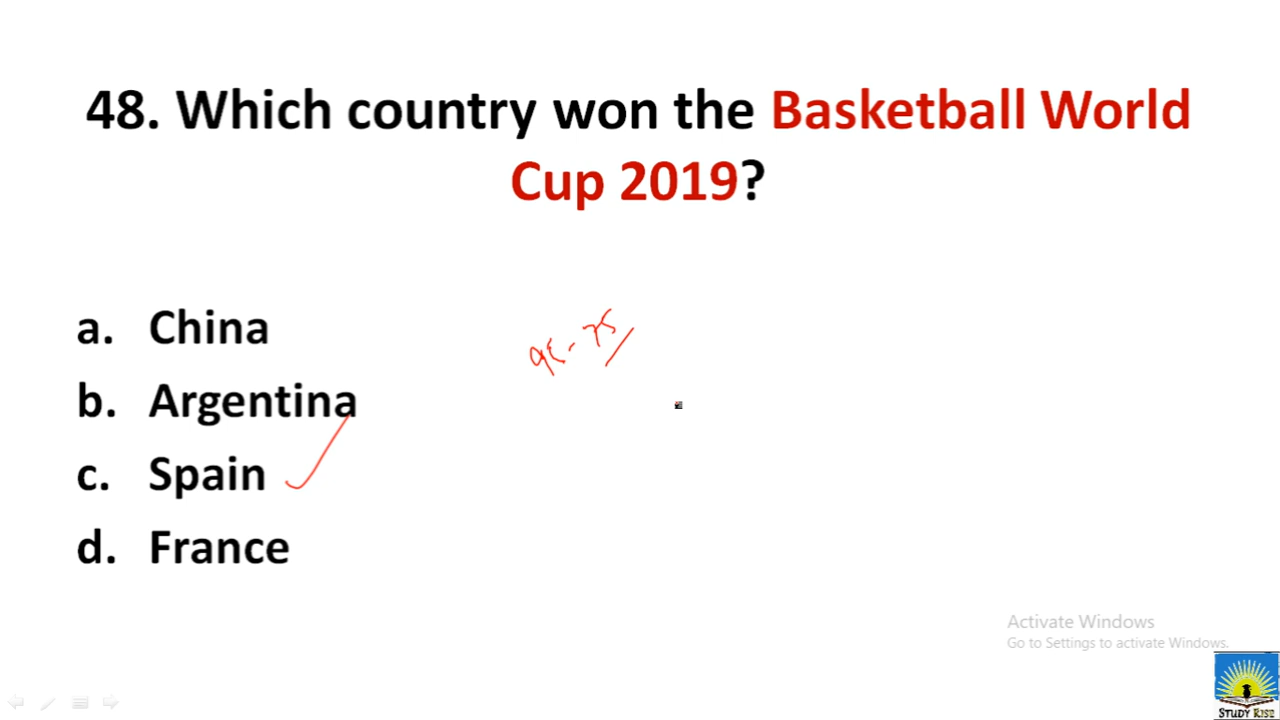 48. Which country won the Basketball World
Cup 2019?
a. China
95-75
b. Argentina
c. Spain
d. France
Activate Windows
Go to Settings to activate Windows.
STUDY RISE